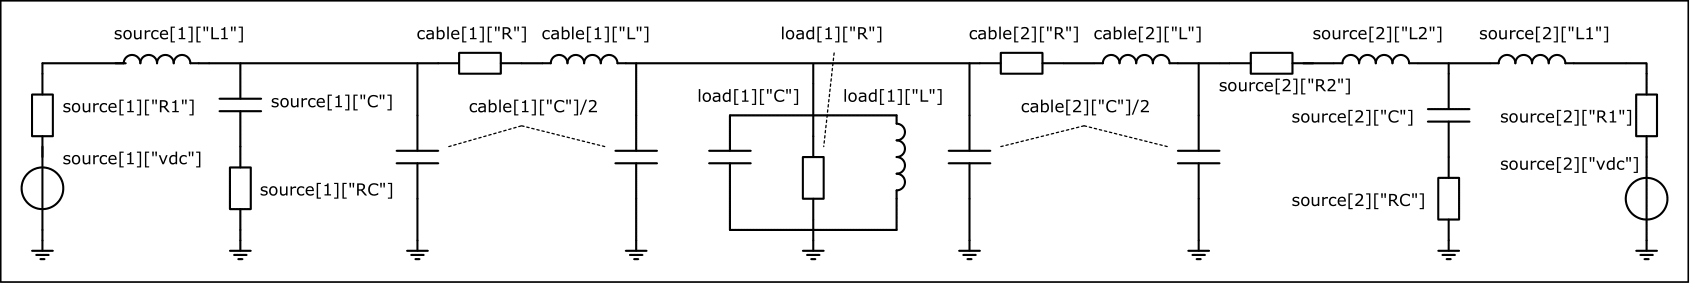 source[1]["L1"]
cable[1]["R"]
cable[1]["L"]
load[1]["R"]
cable[2]["R"]
cable[2]["L"]
source[2]["L2"]
source[2]["L1"]
source[2]["R2"]
source[1]["R1"]
source[1]["C"]
cable[1]["C"]/2
load[1]["C"]
load[1]["L"]
cable[2]["C"]/2
source[2]["C"]
source[2]["R1"]
source[1]["vdc"]
source[2]["vdc"]
source[1]["RC"]
source[2]["RC"]